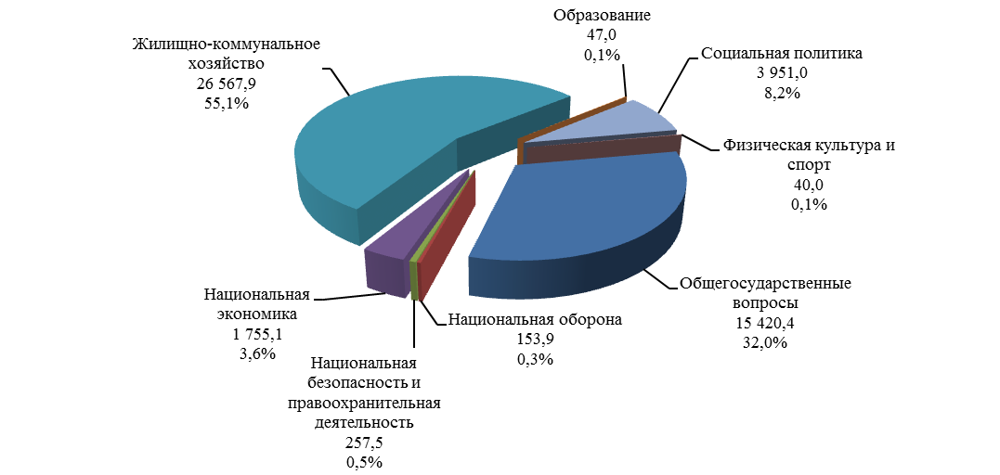 Образование
47,0
0,1%
Жилищно-коммунальное
хозяйство
26 567,9
55,1%
Социальная политика
3 951,0
8,2%
Физическая культура и
спорт
40,0
0,1%
Общегосударственные
вопросы
15 420,4
32,0%
Национальная оборона
153,9
0,3%
Национальная
экономика
1 755,1
3,6%
Национальная
безопасность и
правоохранительная
деятельность
257,5
0,5%